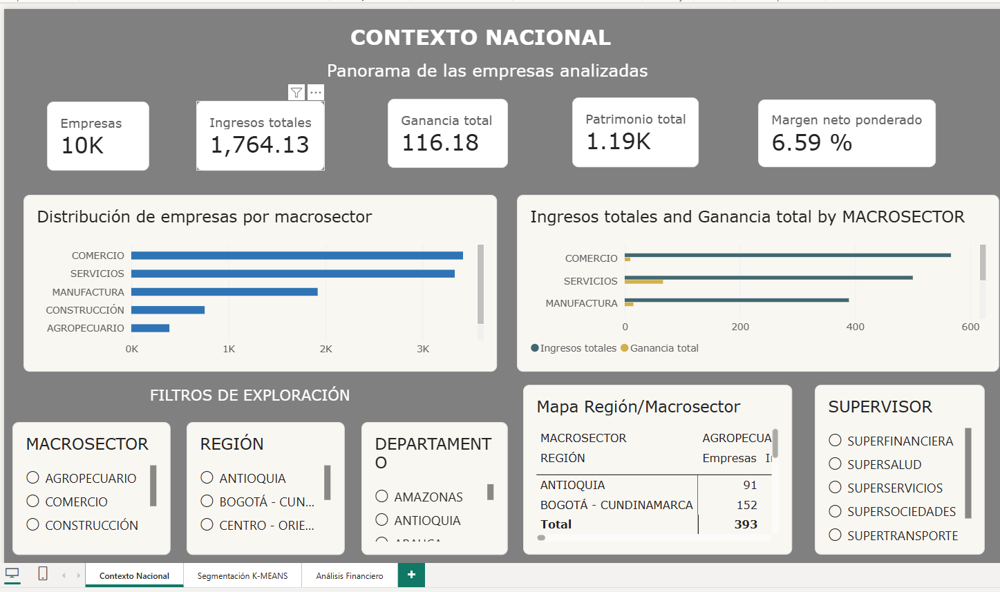 CONTEXTO NACIONAL
Panorama de las empresas analizadas
Empresas
10K
Ingresos totales
1,764.13
Ganancia total
116.18
Patrimonio total
1.19K
Margen neto ponderado
6.59 %
Distribución de empresas por macrosector
COMERCIO
SERVICIOS
MANUFACTURA
CONSTRUCCIÓN
AGROPECUARIO
0K 1K 2K 3K
Ingresos totales and Ganancia total by MACROSECTOR
COMERCIO
SERVICIOS
MANUFACTURA
0 200 400 600
Ingresos totales Ganancia total
FILTROS DE EXPLORACIÓN
MACROSECTOR
AGROPECUARIO
COMERCIO
CONSTRUCCIÓN
REGIÓN
ANTIOQUIA
BOGOTÁ - CUN...
CENTRO - ORIE...
DEPARTAMENT
O
AMAZONAS
ANTIOQUIA
Mapa Región/Macrosector
MACROSECTOR AGROPECUA
REGIÓN Empresas
ANTIOQUIA 91
BOGOTÁ - CUNDINAMARCA 152
Total 393
SUPERVISOR
SUPERFINANCIERA
SUPERSALUD
SUPERSERVICIOS
SUPERSOCIEDADES
SUPERTRANSPORTE
Contexto Nacional Segmentación K-MEANS Análisis Financiero